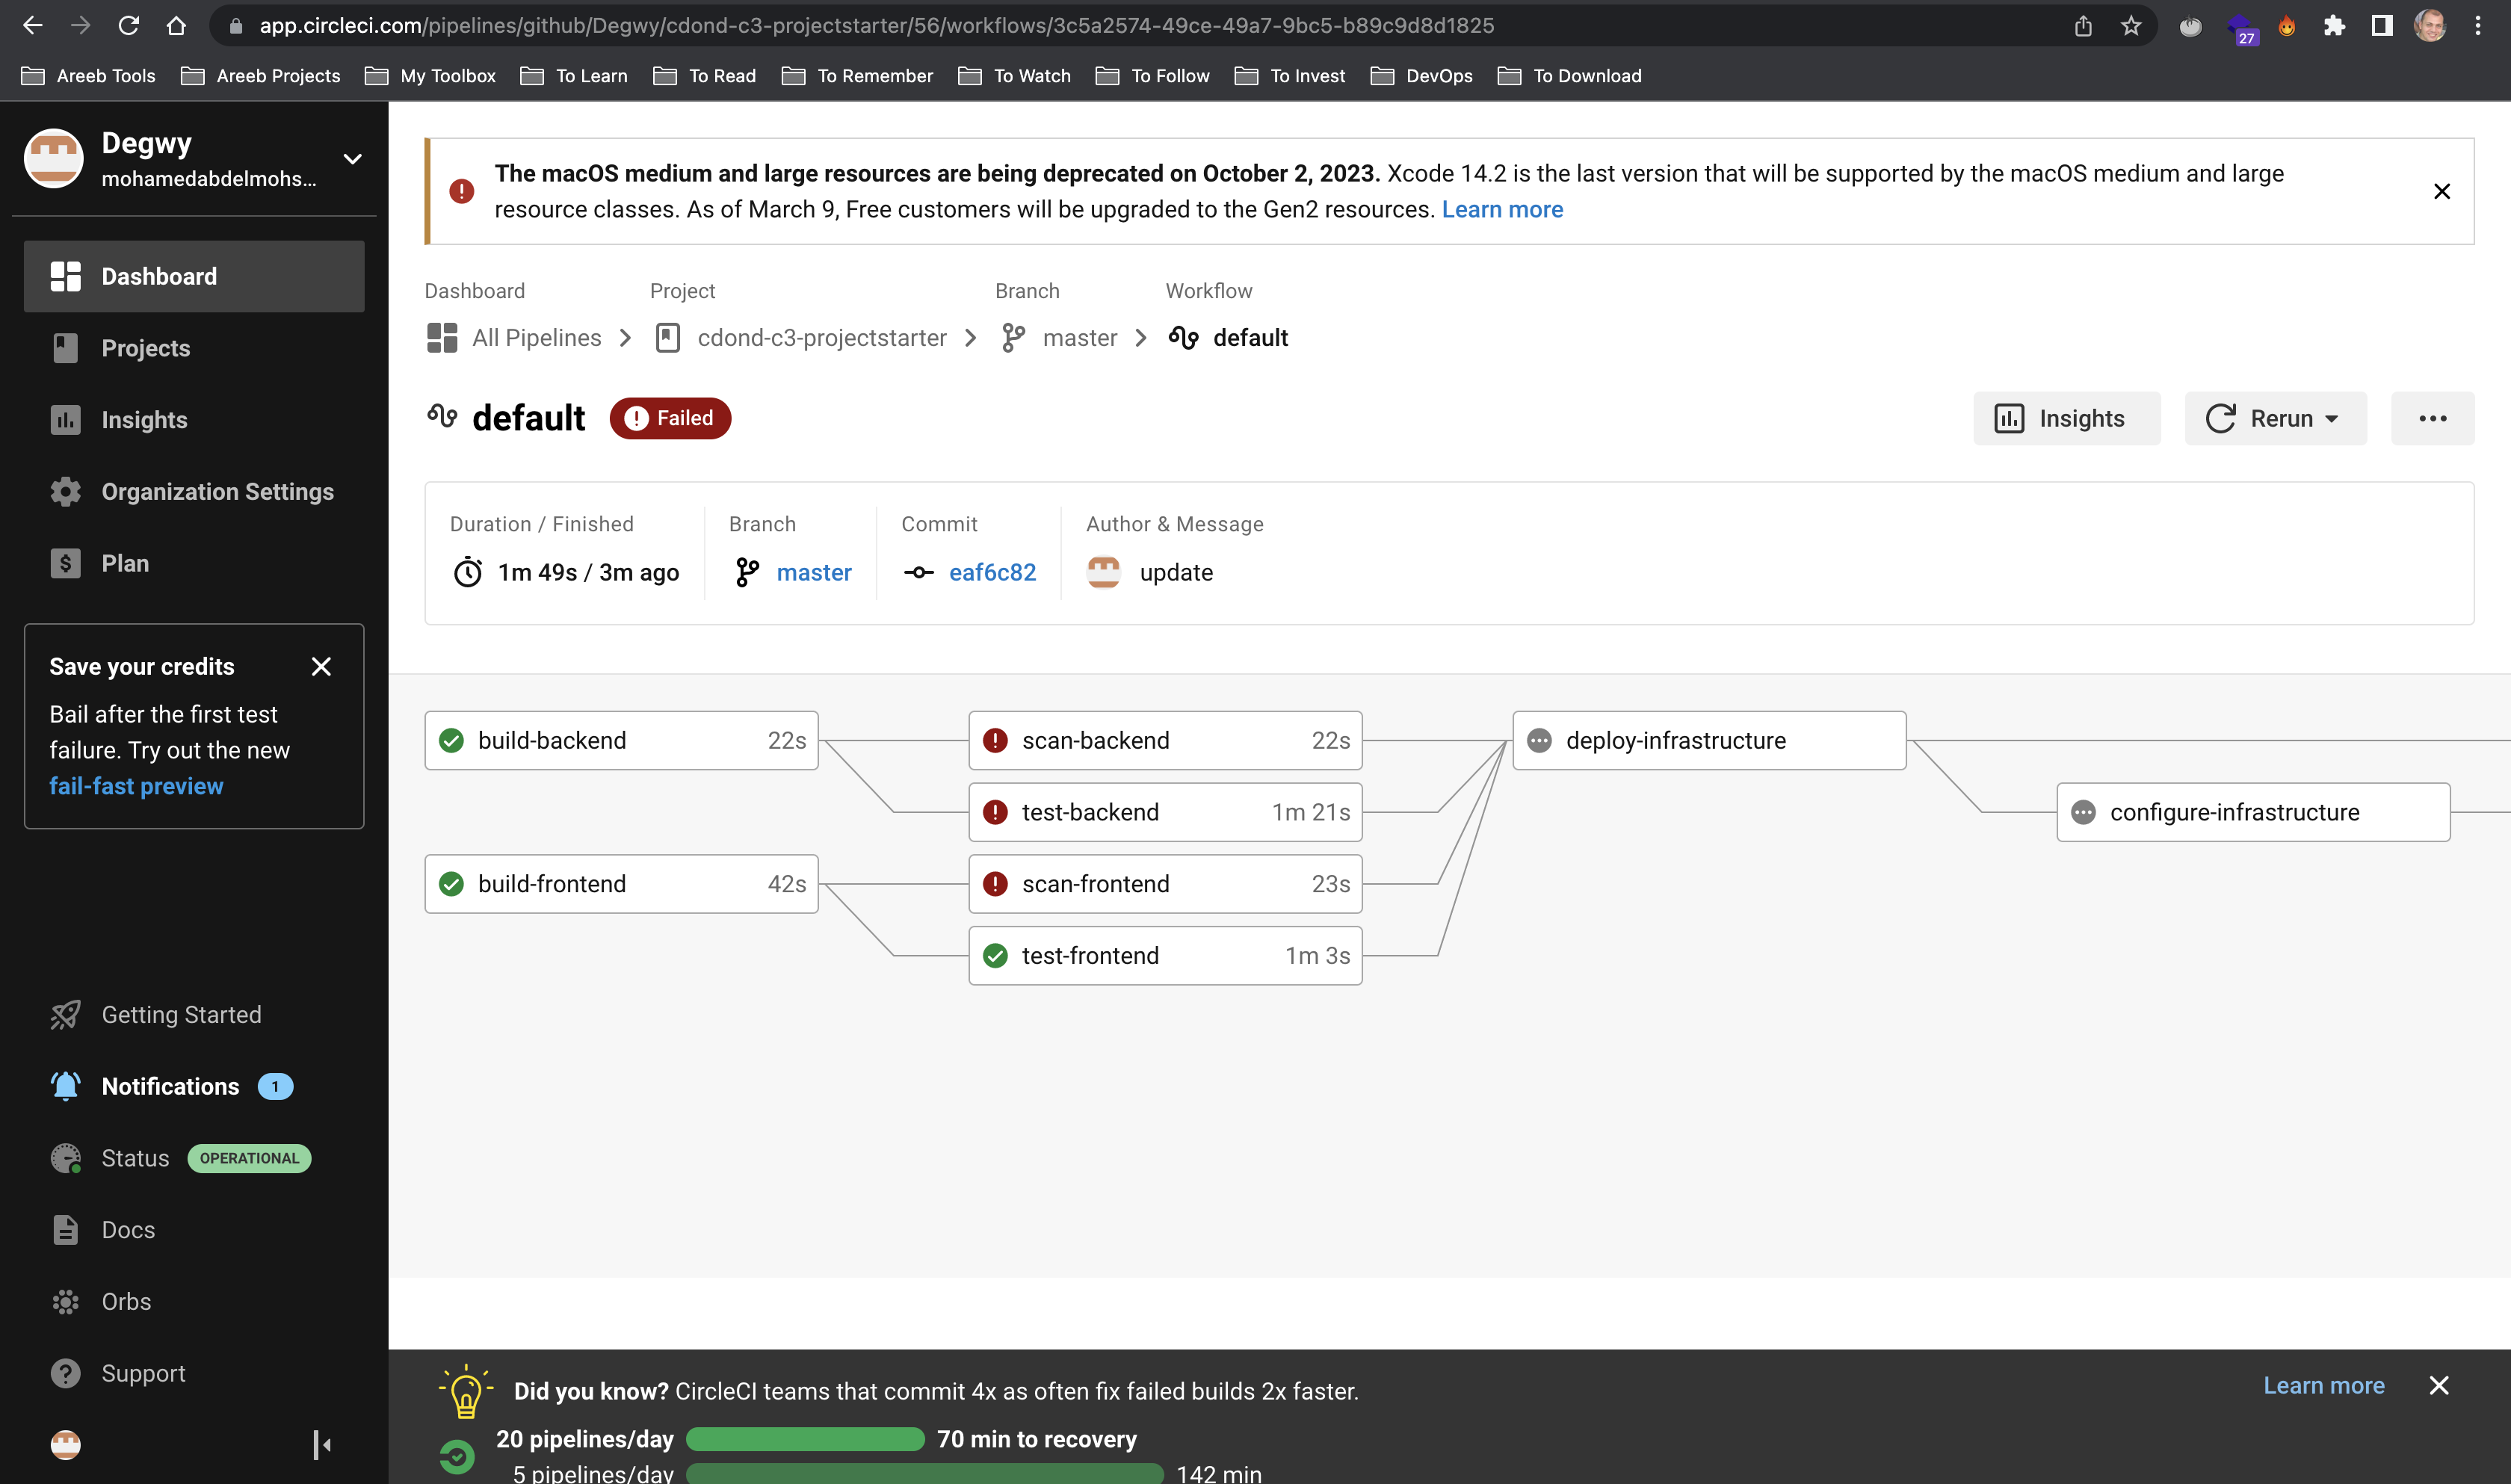 app.circleci.com/pipelines/github/Degwy/cdond-c3-projectstarter/56/workflows/3c5a2574-49ce-49a7-9bc5-b89c9d8d1825
27
Areeb Tools
Areeb Projects
My Toolbox
To Learn
To Read
To Remember
To Watch
To Follow
To Invest
DevOps
To Download
Degwy
mohamedabdelmohs...
Dashboard
Projects
Insights
Organization Settings
Plan
Save your credits
Bail after the first test
failure. Try out the new
fail-fast preview
Getting Started
Notifications 1
Status OPERATIONAL
Docs
Orbs
Support
The macOS medium and large resources are being deprecated on October 2, 2023. Xcode 14.2 is the last version that will be supported by the macOS medium and large
resource classes. As of March 9, Free customers will be upgraded to the Gen2 resources. Learn more
Dashboard Project Branch Workflow
All Pipelines cdond-c3-projectstarter master default
default Failed
Insights Rerun
Duration / Finished Branch Commit Author & Message
1m 49s / 3m ago master eaf6c82 update
build-backend 22s scan-backend 22s deploy-infrastructure
test-backend 1m 21s configure-infrastructure
build-frontend 42s scan-frontend 23s
test-frontend 1m 3s
Did you know? CircleCI teams that commit 4x as often fix failed builds 2x faster.
Learn more
20 pipelines/day 70 min to recovery
5 pipelines/day 142 min